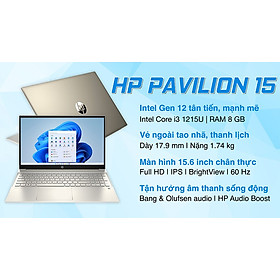 HP PAVILION 15
Intel Gen 12 tân tiến, mạnh mẽ
Intel Core i3 1215U | RAM 8 GB
Vẻ ngoài tao nhã, thanh lịch
Dày 17.9 mm | Nặng 1.74 kg
Màn hình 15.6 inch chân thực
Full HD | IPS | BrightView | 60 Hz
Tận hưởng âm thanh sống động
Bang & Olufsen audio | HP Audio Boost